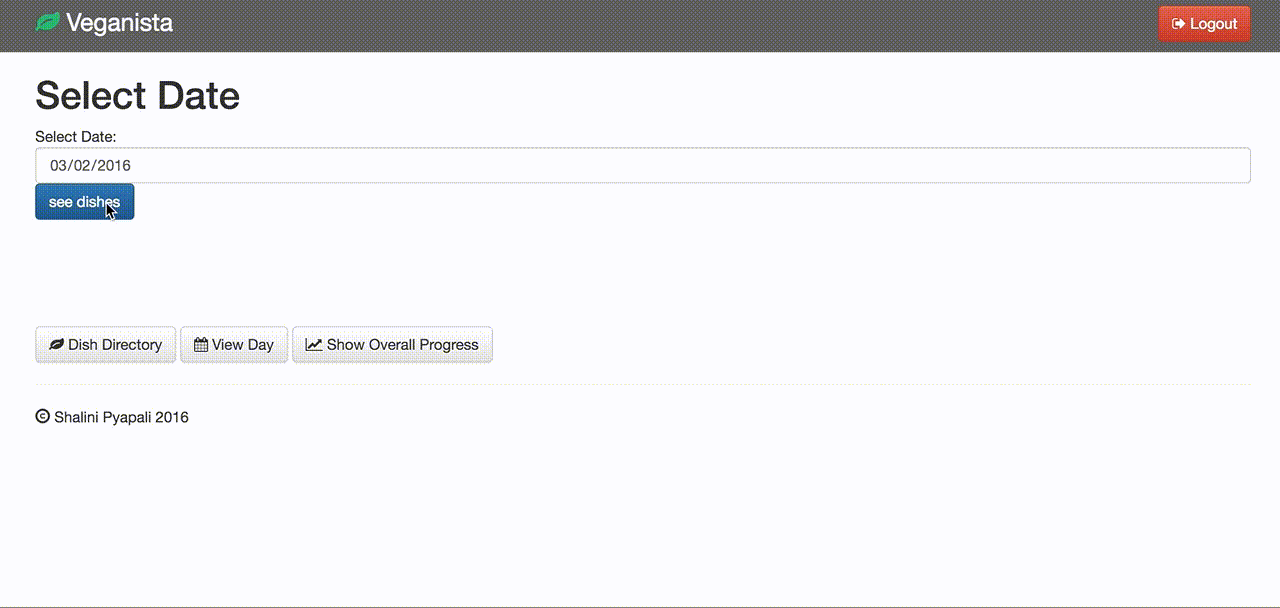 Veganista
Logout
Select Date
Select Date:
03/02/2016
see dishes
Dish Directory View Day Show Overall Progress
© Shalini Pyapali 2016